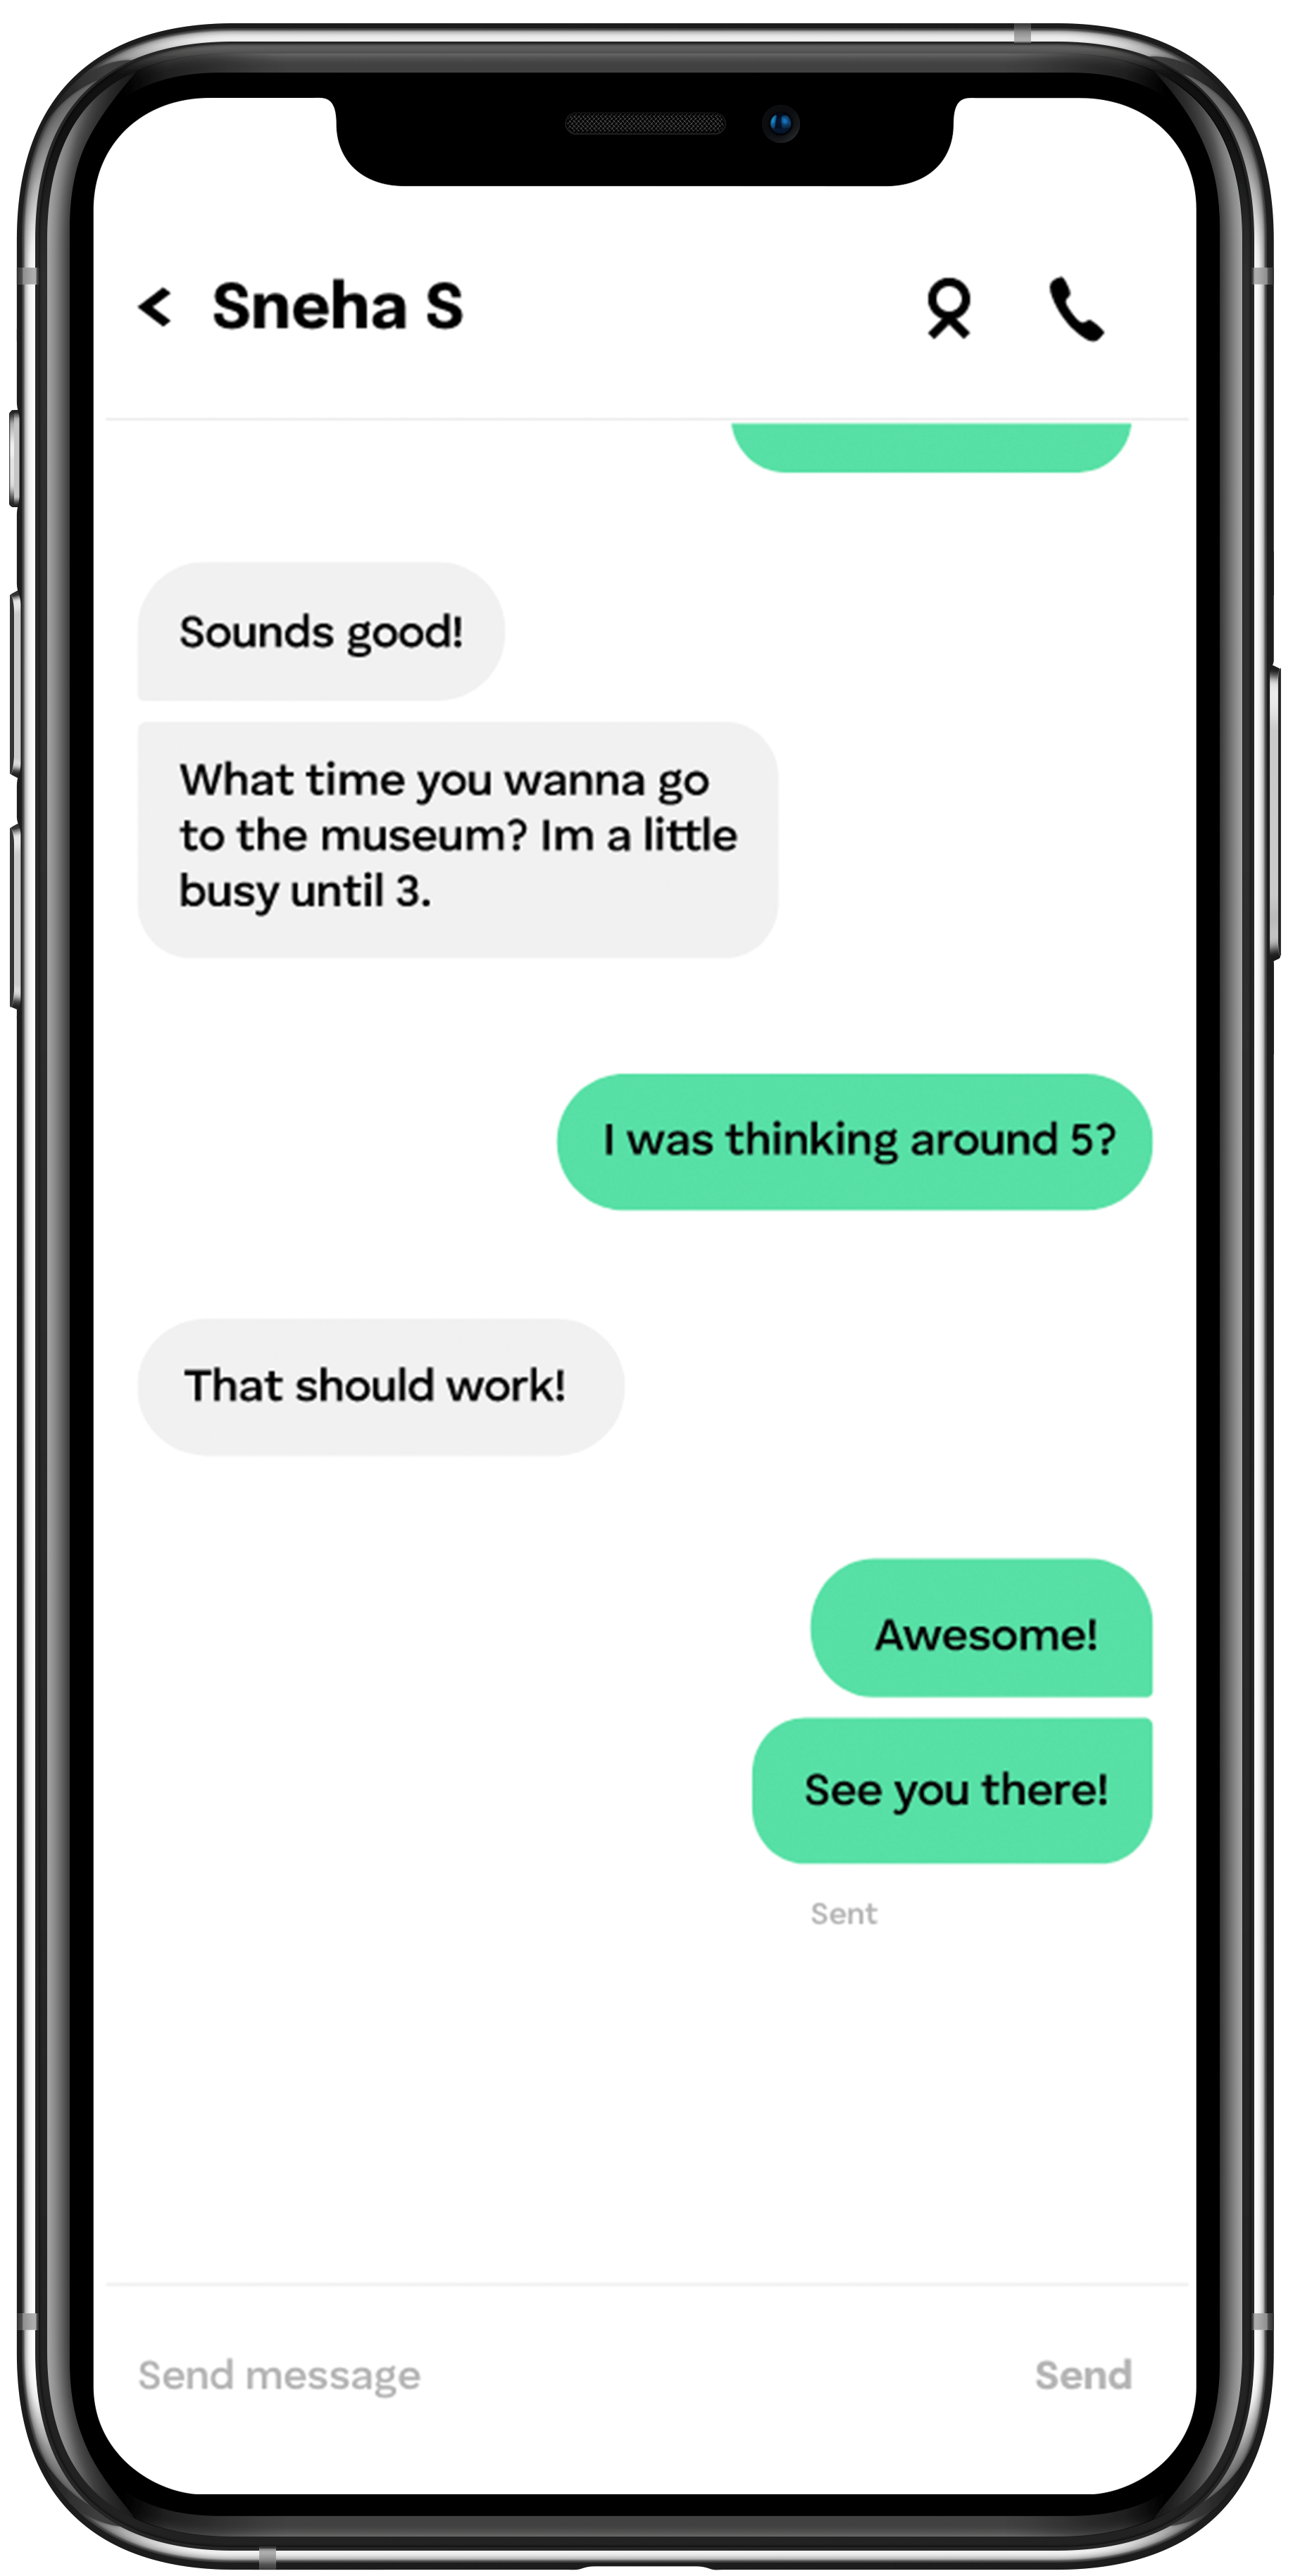 Sneha S
Sounds good!
What time you wanna go
to the museum? Im a little
busy until 3.
I was thinking around 5?
That should work!
Awesome!
See you there!
Sent
Send message
Send